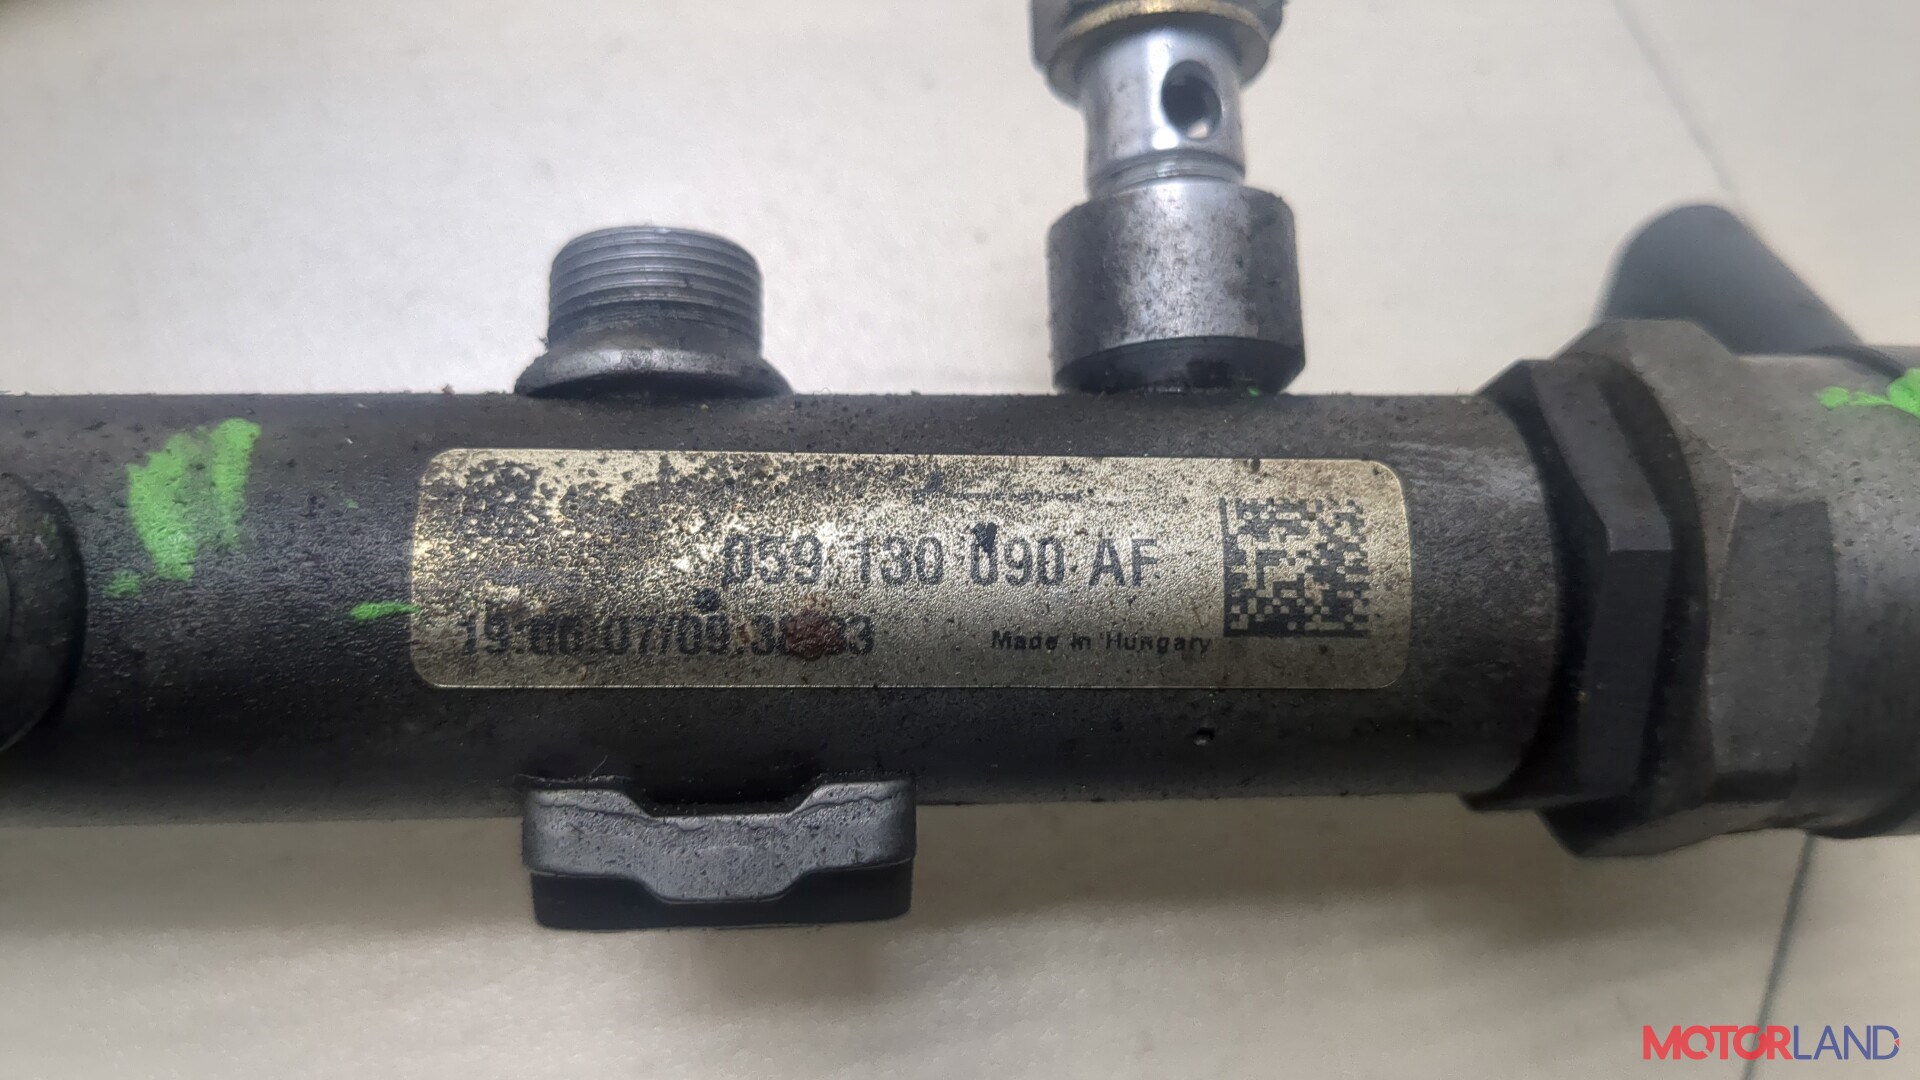 059 130 090 AF
Made in Hungary
MOTORLAND